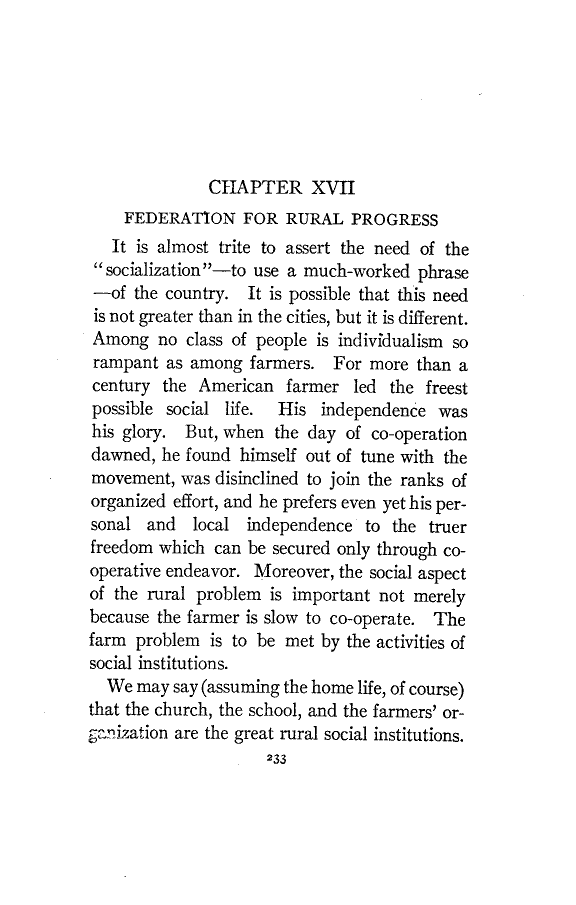 CHAPTER XVII
FEDERATION FOR RURAL PROGRESS
It is almost trite to assert the need of the
“socialization”—to use a much-worked phrase
—of the country. It is possible that this need
is not greater than in the cities, but it is different.
Among no class of people is individualism so
rampant as among farmers. For more than a
century the American farmer led the freest
possible social life. His independence was
his glory. But, when the day of co-operation
dawned, he found himself out of tune with the
movement, was disinclined to join the ranks of
organized effort, and he prefers even yet his per-
sonal and local independence to the truer
freedom which can be secured only through co-
operative endeavor. Moreover, the social aspect
of the rural problem is important not merely
because the farmer is slow to co-operate. The
farm problem is to be met by the activities of
social institutions.
We may say (assuming the home life, of course)
that the church, the school, and the farmers’ or-
ganization are the great rural social institutions.
233